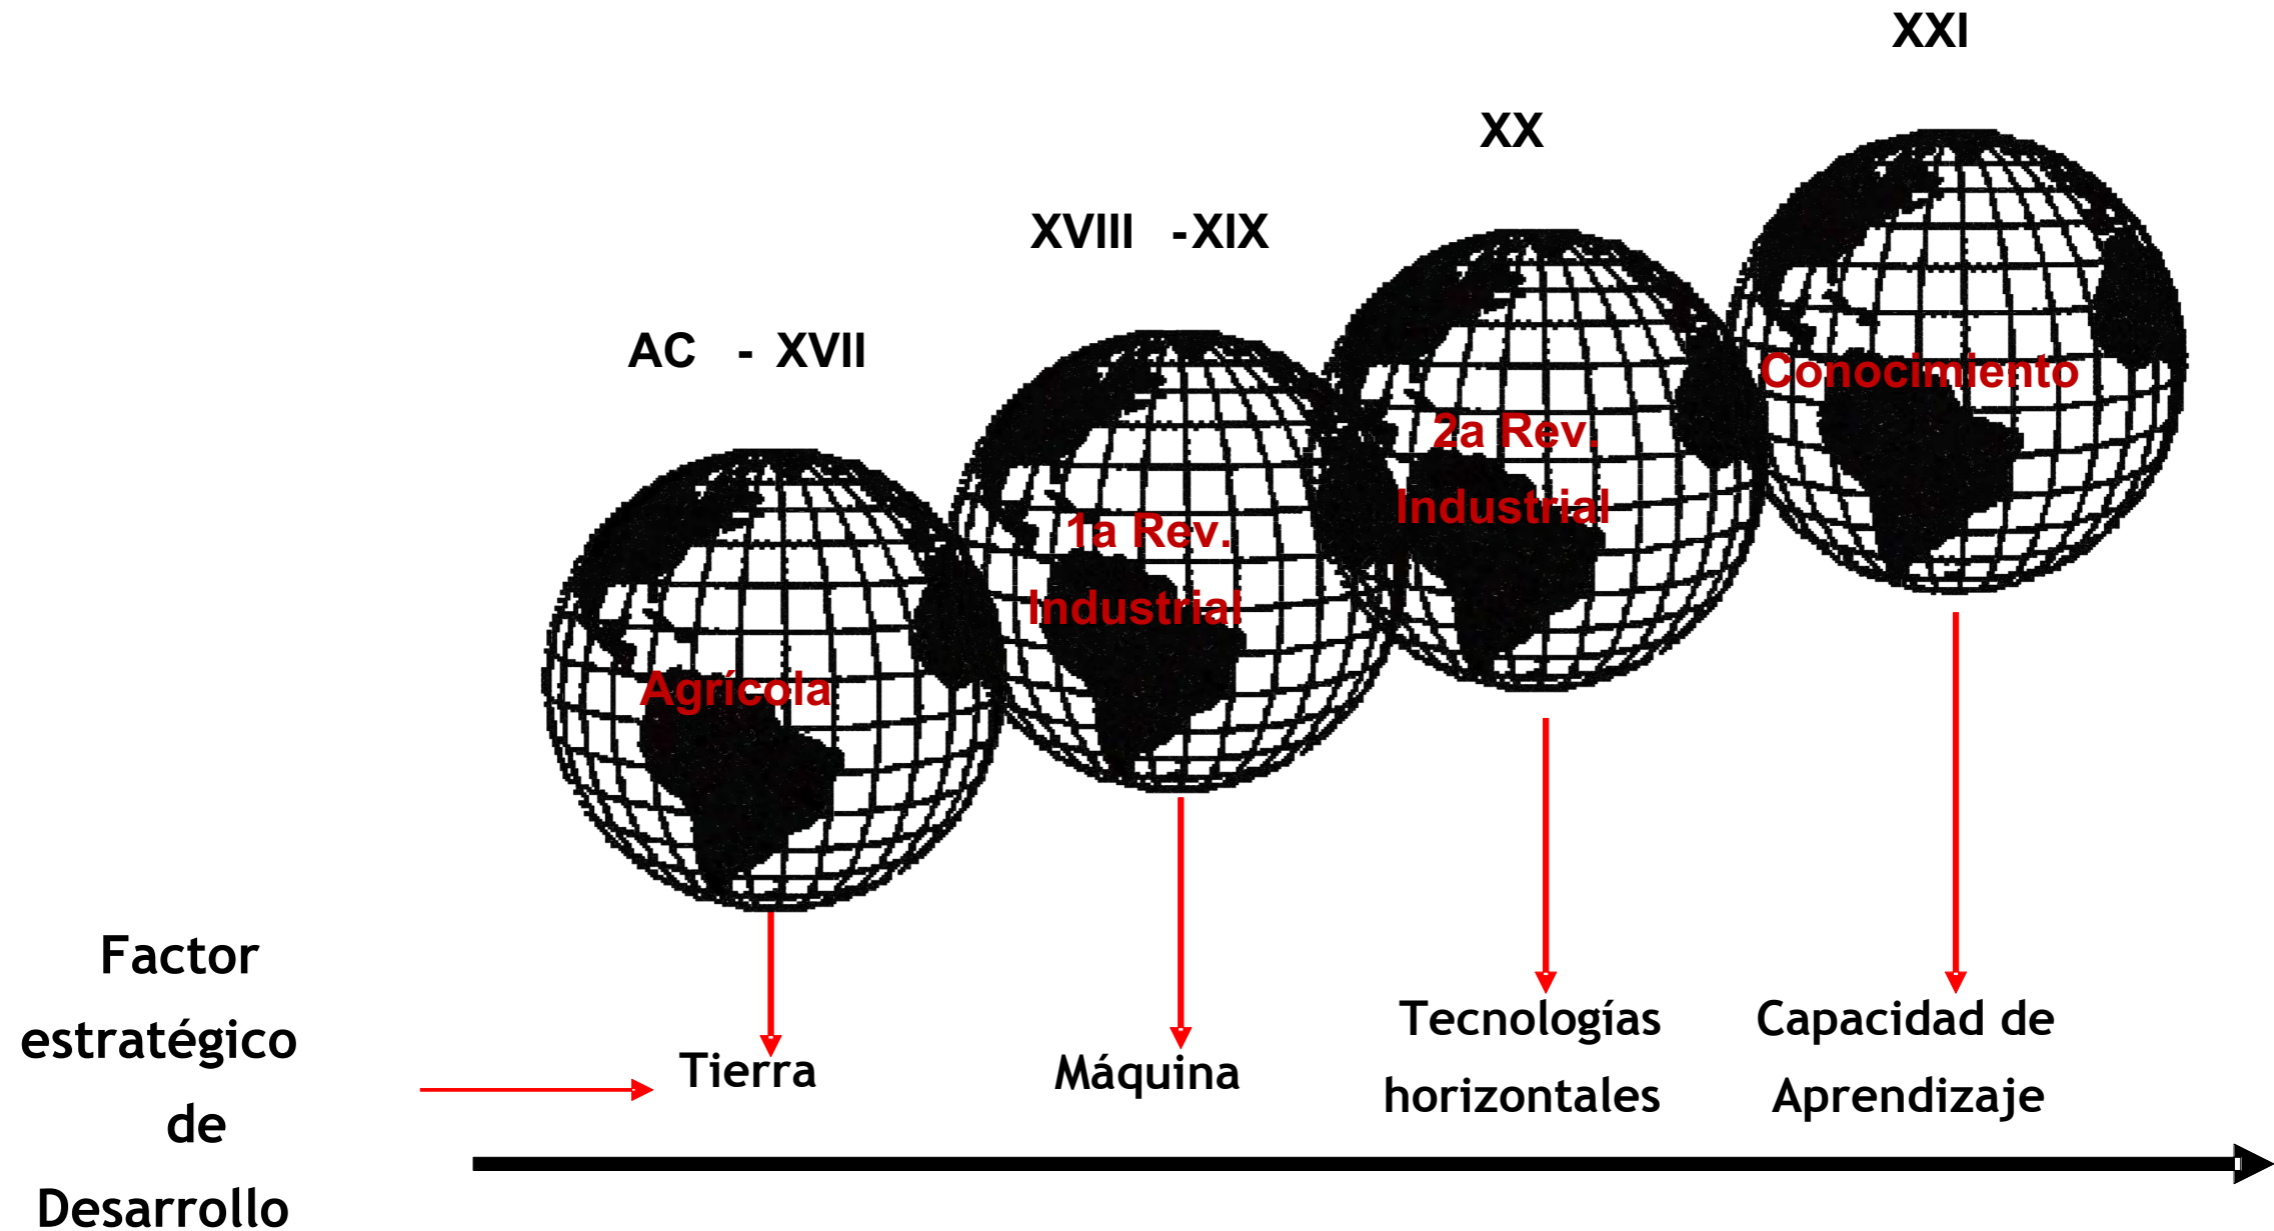 XXI
XX
XVIII - XIX
AC - XVII
Conocimiento
2a Rev.
Industrial
1a Rev.
Industrial
Agrícola
Factor
estratégico
de
Desarrollo
Tierra
Máquina
Tecnologías
horizontales
Capacidad de
Aprendizaje